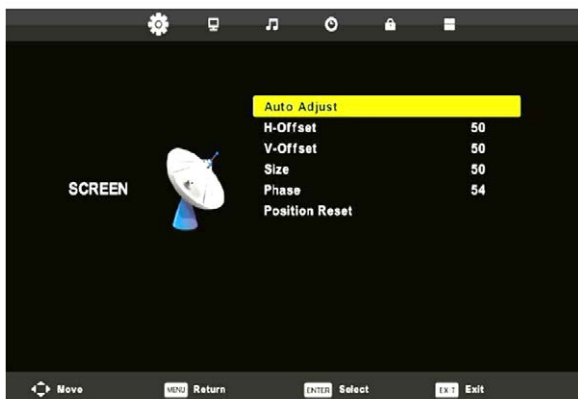 Auto Adjust
H-Offset 50
V-Offset 50
Size 50
SCREEN
Phase 54
Position Reset
Move MENU Return ENTER Select EXIT Exit